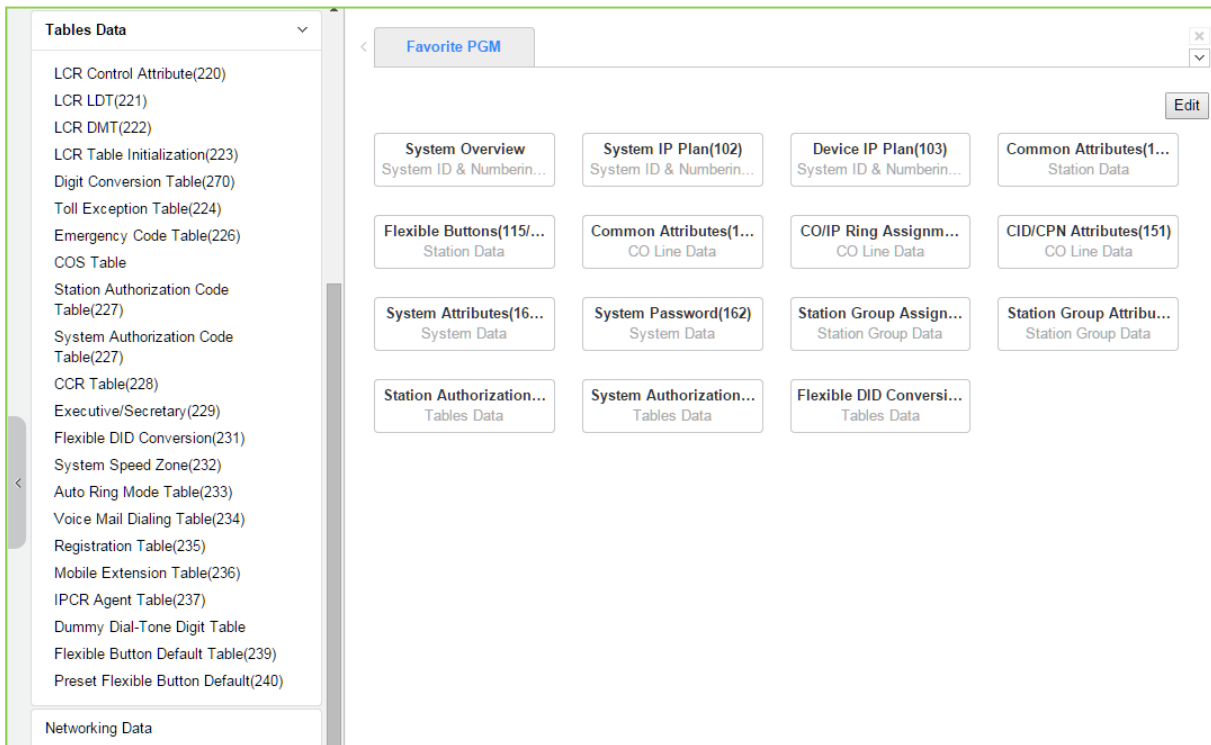 Tables Data
LCR Control Attribute(220)
LCR LDT(221)
LCR DMT(222)
LCR Table Initialization(223)
Digit Conversion Table(270)
Toll Exception Table(224)
Emergency Code Table(226)
COS Table
Station Authorization Code
Table(227)
System Authorization Code
Table(227)
CCR Table(228)
Executive/Secretary(229)
Flexible DID Conversion(231)
System Speed Zone(232)
Auto Ring Mode Table(233)
Voice Mail Dialing Table(234)
Registration Table(235)
Mobile Extension Table(236)
IPCR Agent Table(237)
Dummy Dial-Tone Digit Table
Flexible Button Default Table(239)
Preset Flexible Button Default(240)
Networking Data
Favorite PGM
Edit
System Overview
System ID & Numberin...
System IP Plan(102)
System ID & Numberin...
Device IP Plan(103)
System ID & Numberin...
Common Attributes(1...
Station Data
Flexible Buttons(115/...
Station Data
Common Attributes(1...
CO Line Data
CO/IP Ring Assignm...
CO Line Data
CID/CPN Attributes(151)
CO Line Data
System Attributes(16...
System Data
System Password(162)
System Data
Station Group Assign...
Station Group Data
Station Group Attribu...
Station Group Data
Station Authorization...
Tables Data
System Authorization...
Tables Data
Flexible DID Conversi...
Tables Data